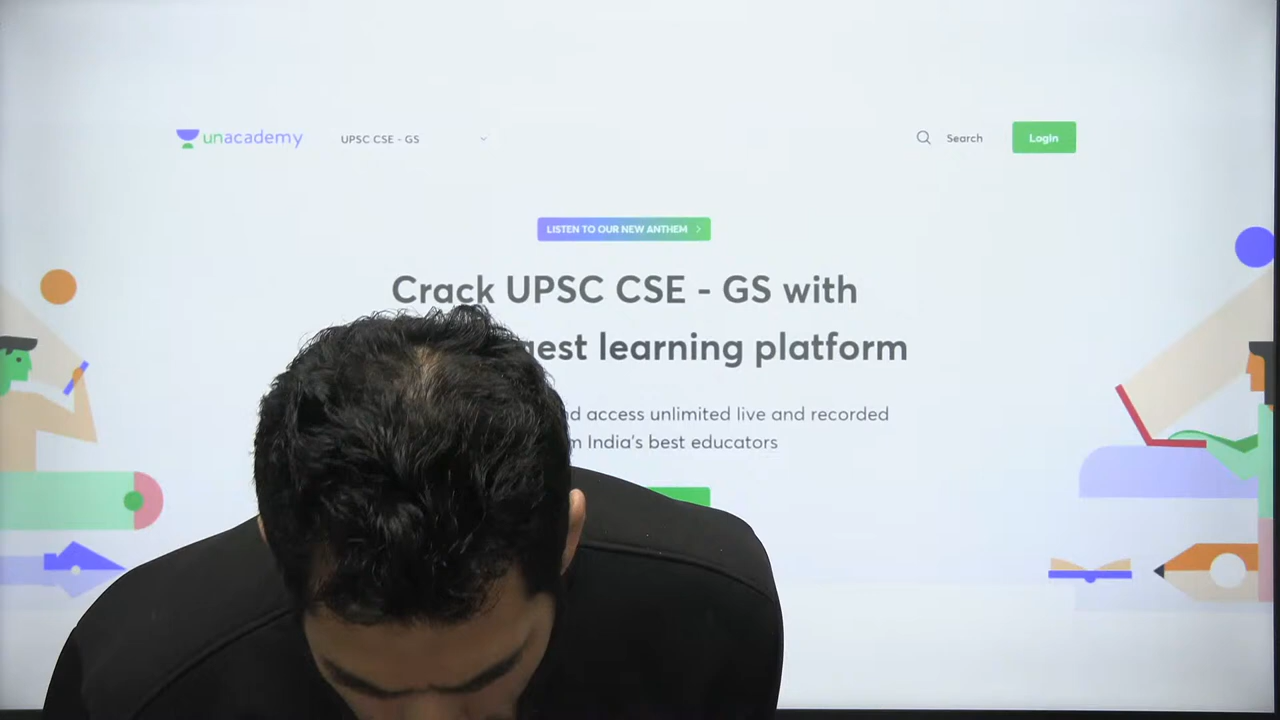 unacademy
UPSC CSE - GS
Search
Login
LISTEN TO OUR NEW ANTHEM
Crack UPSC CSE - GS with
learning platform
access unlimited live and recorded
India's best educators